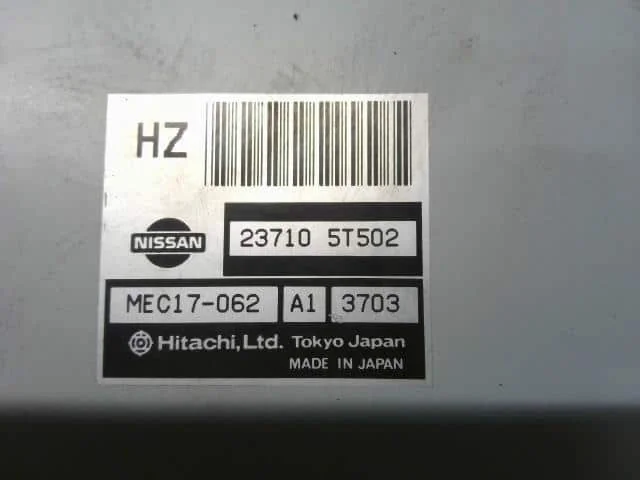 HZ
NISSAN
23710 5T502
MEC17-062 A1 3703
Hitachi, Ltd. Tokyo Japan
MADE IN JAPAN